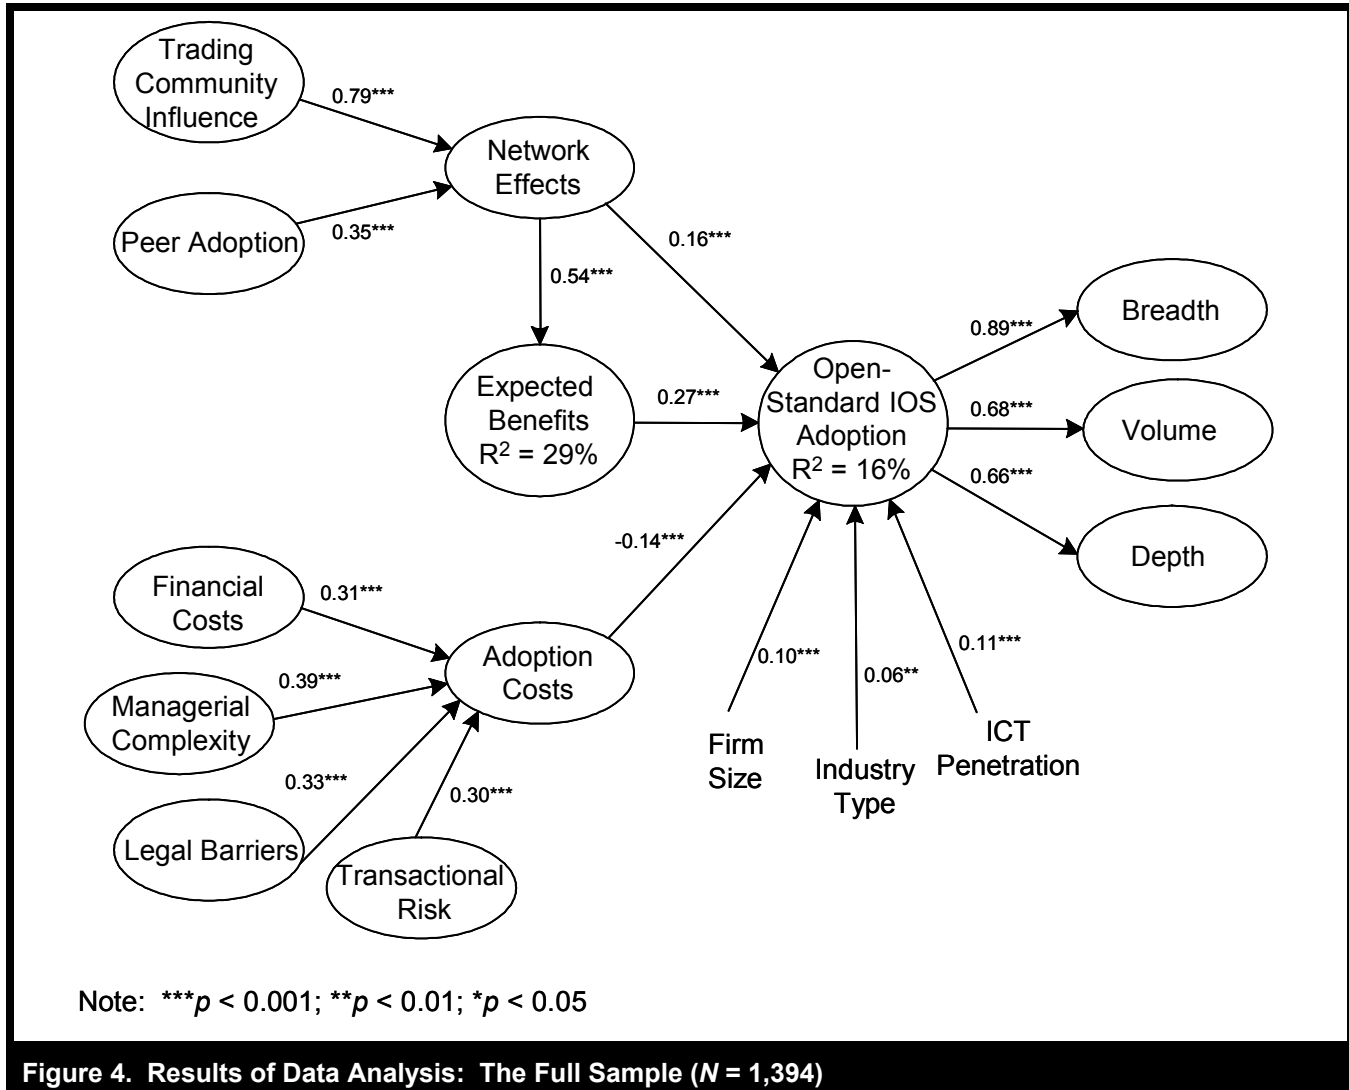 Trading
Community
Influence
0.79***
Network
Effects
Peer Adoption
0.35***
0.16***
0.54***
Breadth
0.89***
Open-
Standard IOS
Adoption
R² = 16%
Expected
Benefits
R² = 29%
0.27***
0.68***
Volume
0.66***
-0.14***
Depth
Financial
Costs
0.31***
Adoption
Costs
0.39***
Managerial
Complexity
0.10***
0.06**
0.11***
Firm
Size
Industry
Type
ICT
Penetration
0.33***
0.30***
Legal Barriers
Transactional
Risk
Note: ***p < 0.001; **p < 0.01; *p < 0.05
Figure 4. Results of Data Analysis: The Full Sample (N = 1,394)